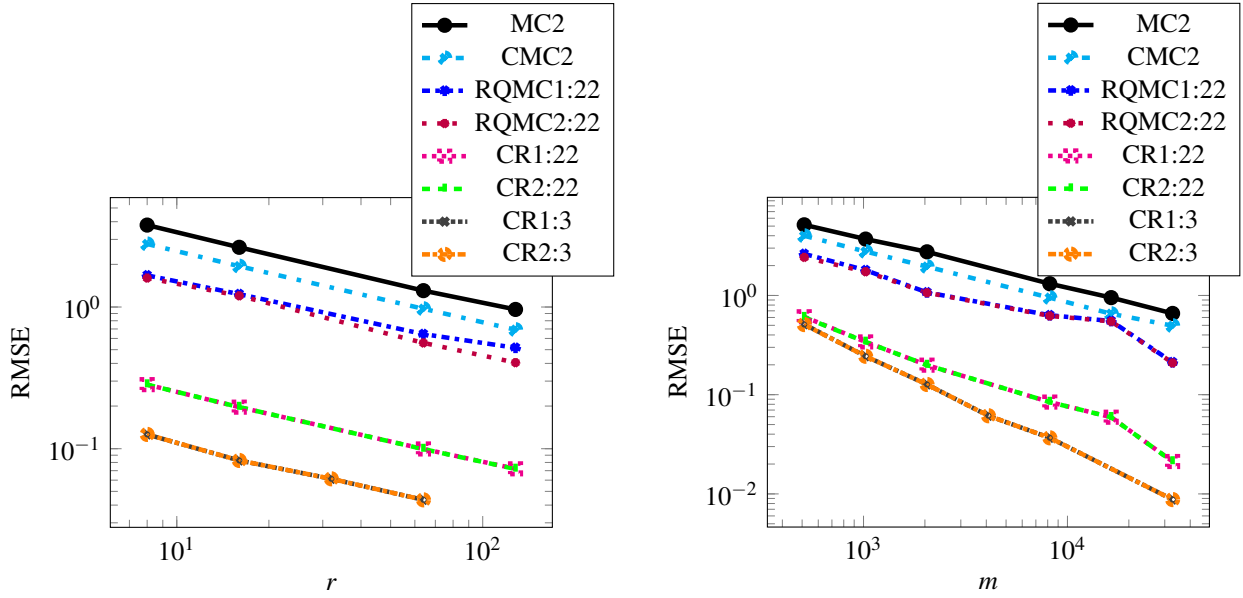 MC2
CMC2
RQMC1:22
RQMC2:22
CR1:22
CR2:22
CR1:3
CR2:3
RMSE
10^0
10^−1
10^1
10^2
r
MC2
CMC2
RQMC1:22
RQMC2:22
CR1:22
CR2:22
CR1:3
CR2:3
RMSE
10^0
10^−1
10^−2
10^3
10^4
m